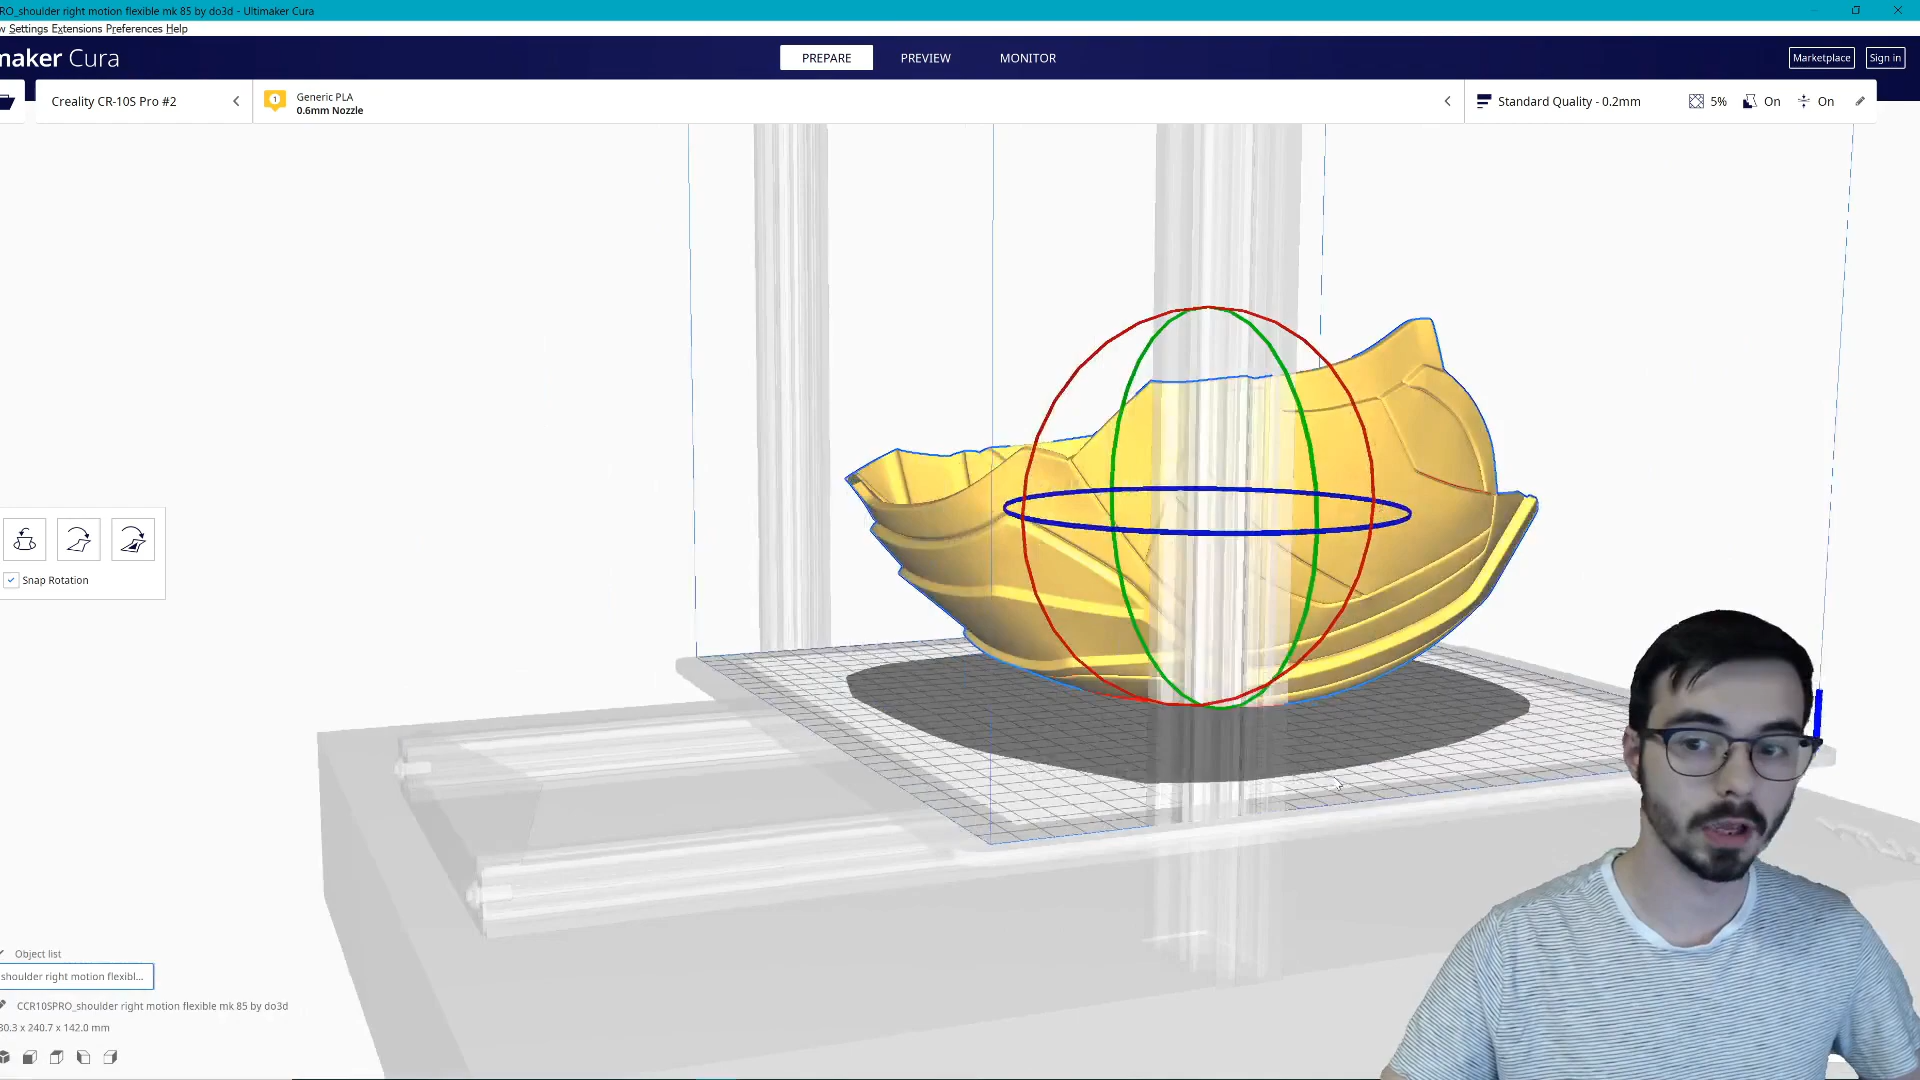 RO_shoulder right motion flexible mk 85 by do3d - Ultimaker Cura
w Settings Extensions Preferences Help
maker Cura
PREPARE
PREVIEW
MONITOR
Marketplace
Sign in
Creality CR-10S Pro #2
1
Generic PLA
0.6mm Nozzle
Standard Quality - 0.2mm
5%
On
On
Snap Rotation
Object list
shoulder right motion flexibl...
CCR10SPRO_shoulder right motion flexible mk 85 by do3d
30.3 x 240.7 x 142.0 mm